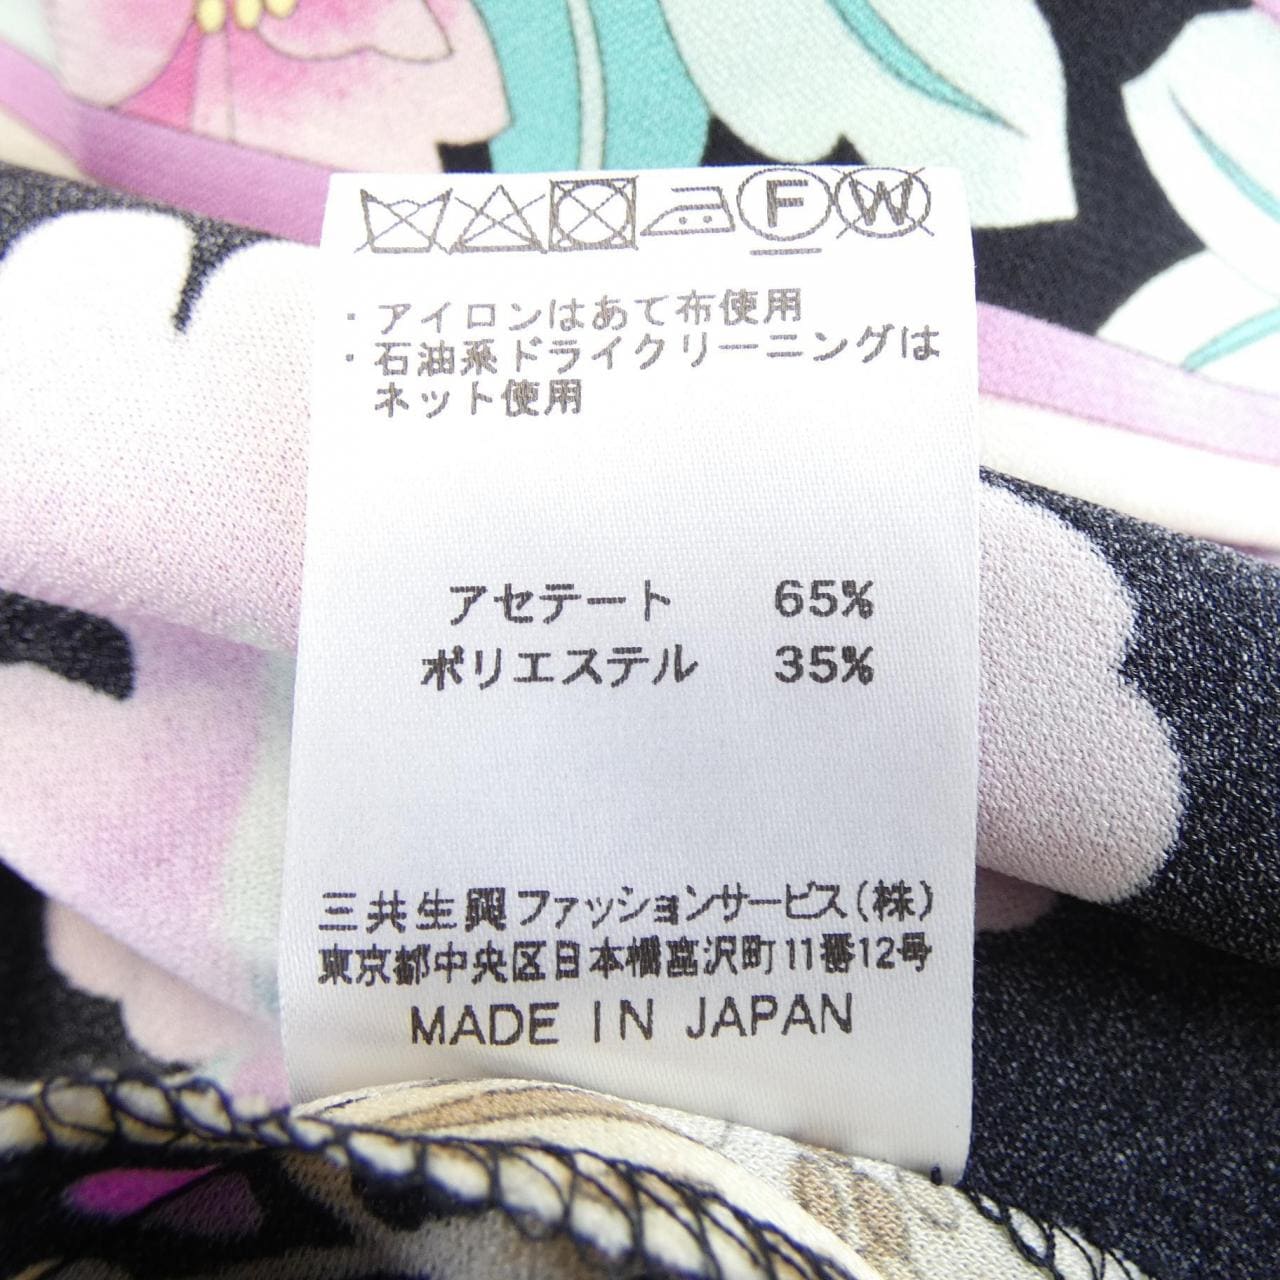 F W
・アイロンはあて布使用
・石油系ドライクリーニングは
ネット使用
アセテート 65%
ポリエステル 35%
三共生興ファッションサービス(株)
東京都中央区日本橋富沢町11番12号
MADE IN JAPAN